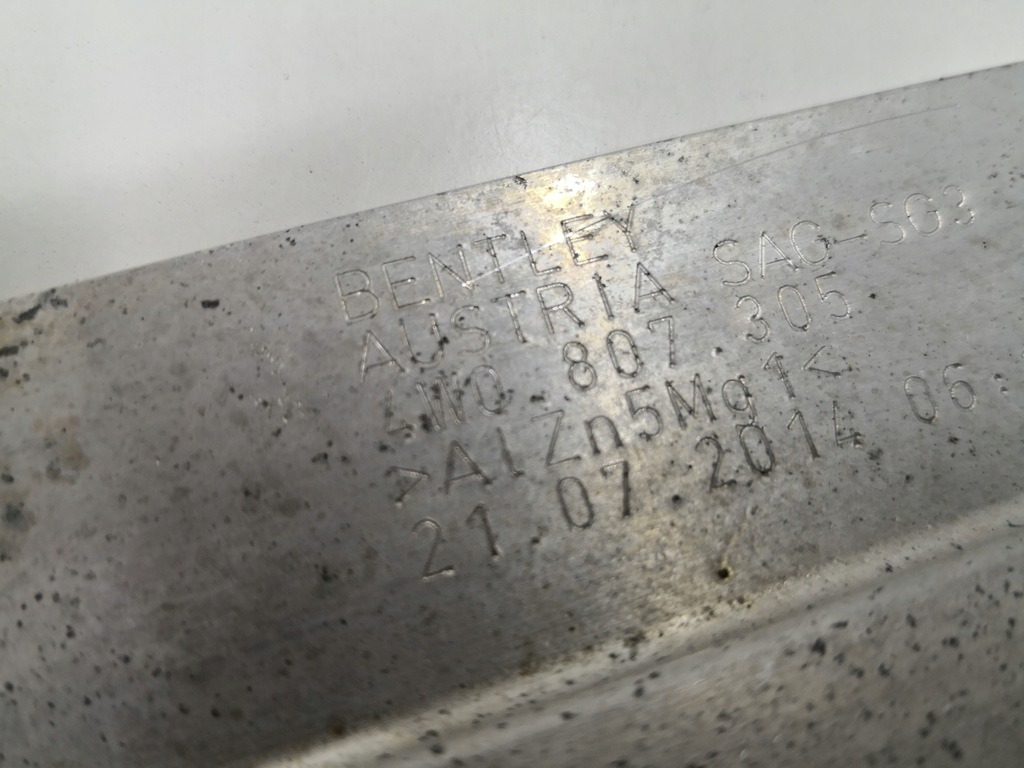 BENTLEY
AUSTRIA SAG-SG3
4W0 807 305
>AlZn5Mg1<
21.07.2014 06: